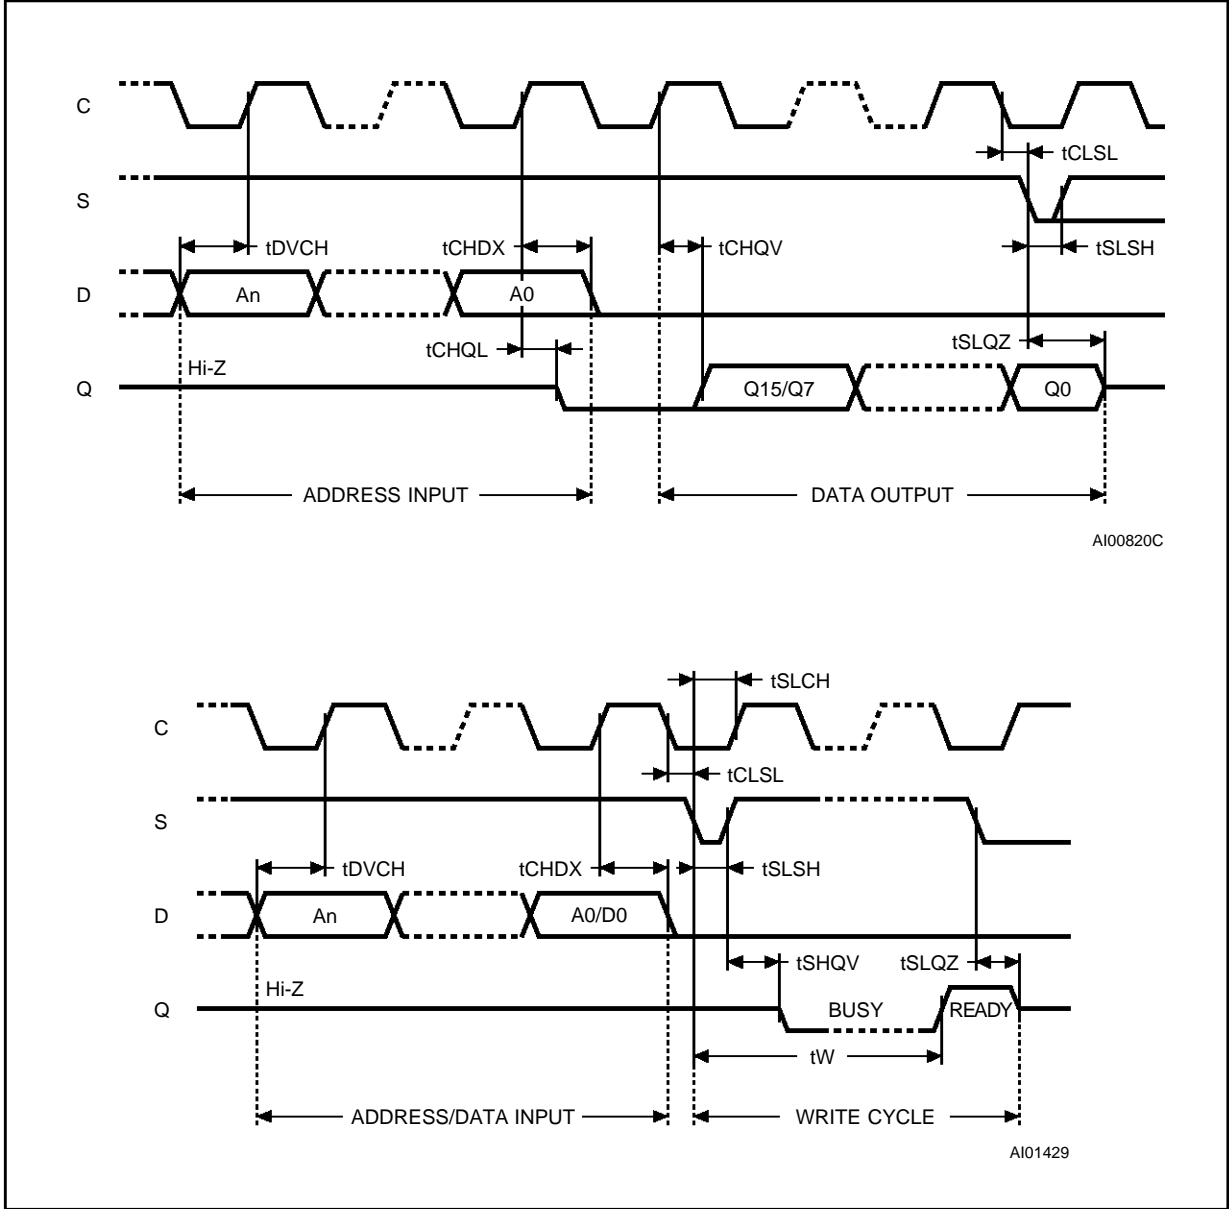 C
tCLSL
S
tDVCH
tCHDX
tCHQV
tSLSH
D
An
A0
tCHQL
tSLQZ
Hi-Z
Q
Q15/Q7
Q0
ADDRESS INPUT
DATA OUTPUT
AI00820C
tSLCH
C
tCLSL
S
tDVCH
tCHDX
tSLSH
D
An
A0/D0
tSHQV
tSLQZ
Hi-Z
Q
BUSY
READY
tW
ADDRESS/DATA INPUT
WRITE CYCLE
AI01429